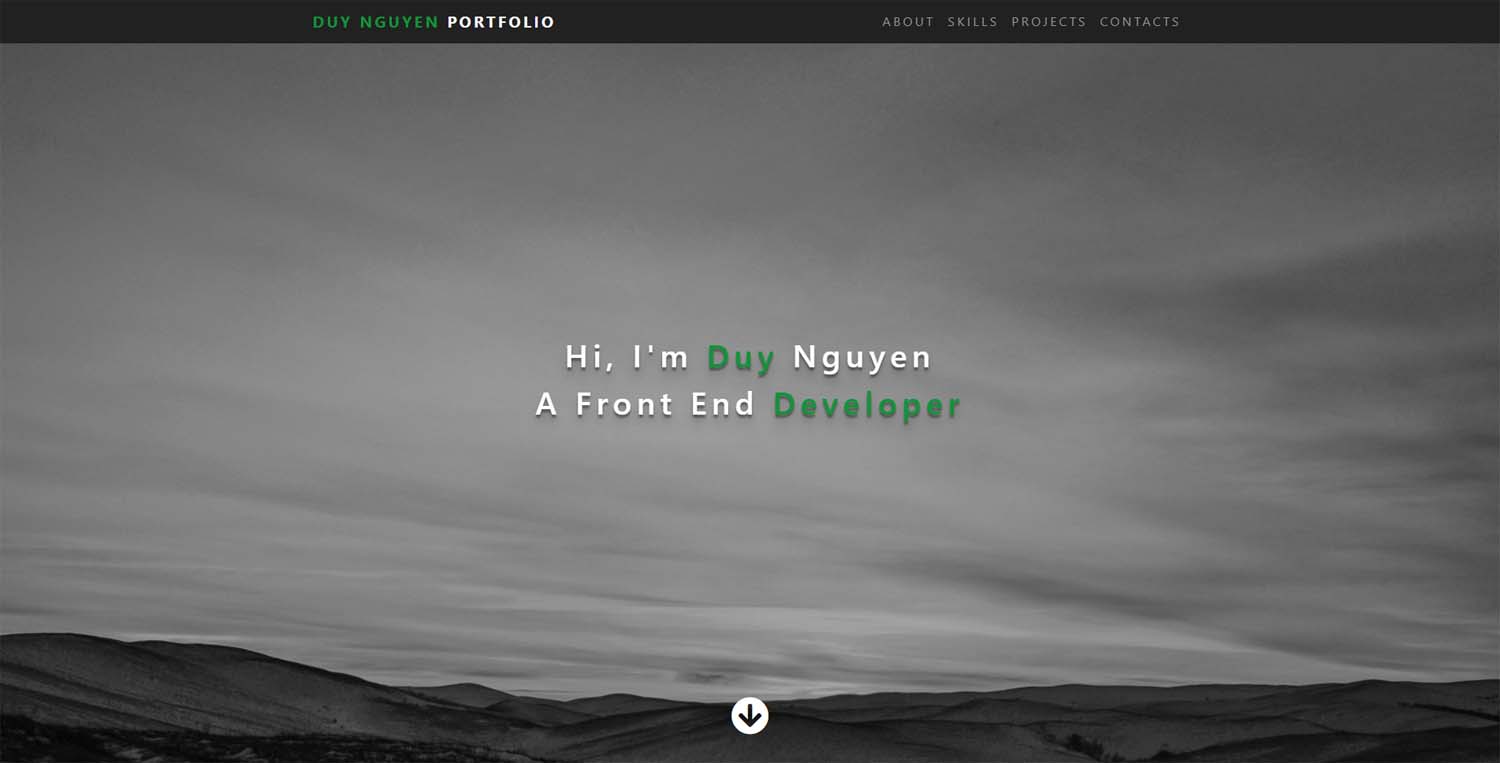 DUY NGUYEN PORTFOLIO
ABOUT SKILLS PROJECTS CONTACTS
Hi, I'm Duy Nguyen
A Front End Developer